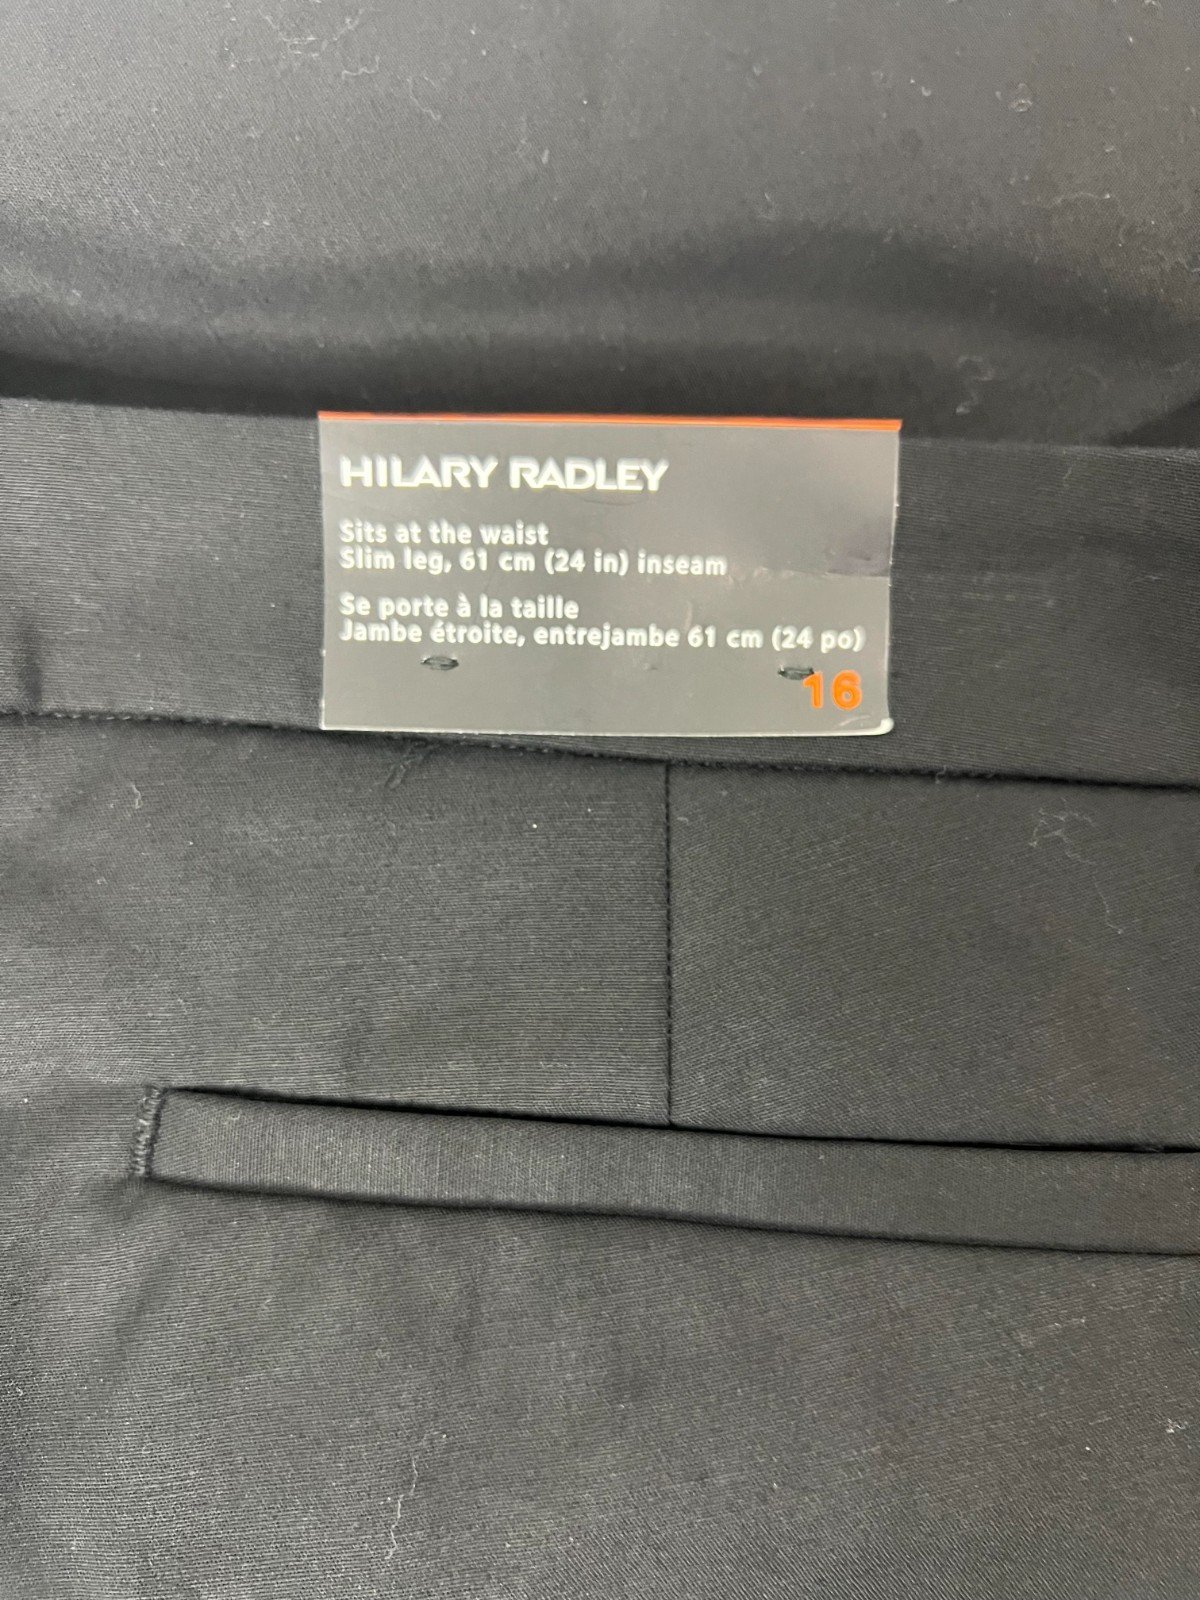 HILARY RADLEY
Sits at the waist
Slim leg, 61 cm (24 in) inseam
Se porte à la taille
Jambe étroite, entrejambe 61 cm (24 po)
16